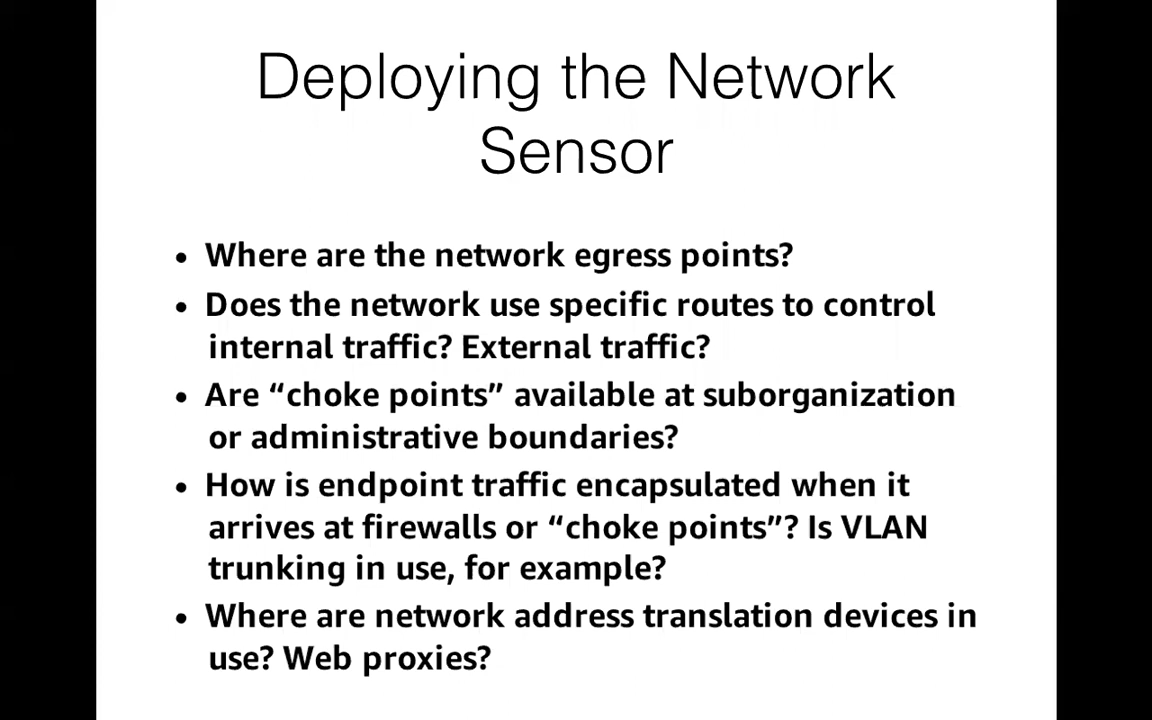 Deploying the Network
Sensor
• Where are the network egress points?
• Does the network use specific routes to control
internal traffic? External traffic?
• Are “choke points” available at suborganization
or administrative boundaries?
• How is endpoint traffic encapsulated when it
arrives at firewalls or “choke points”? Is VLAN
trunking in use, for example?
• Where are network address translation devices in
use? Web proxies?